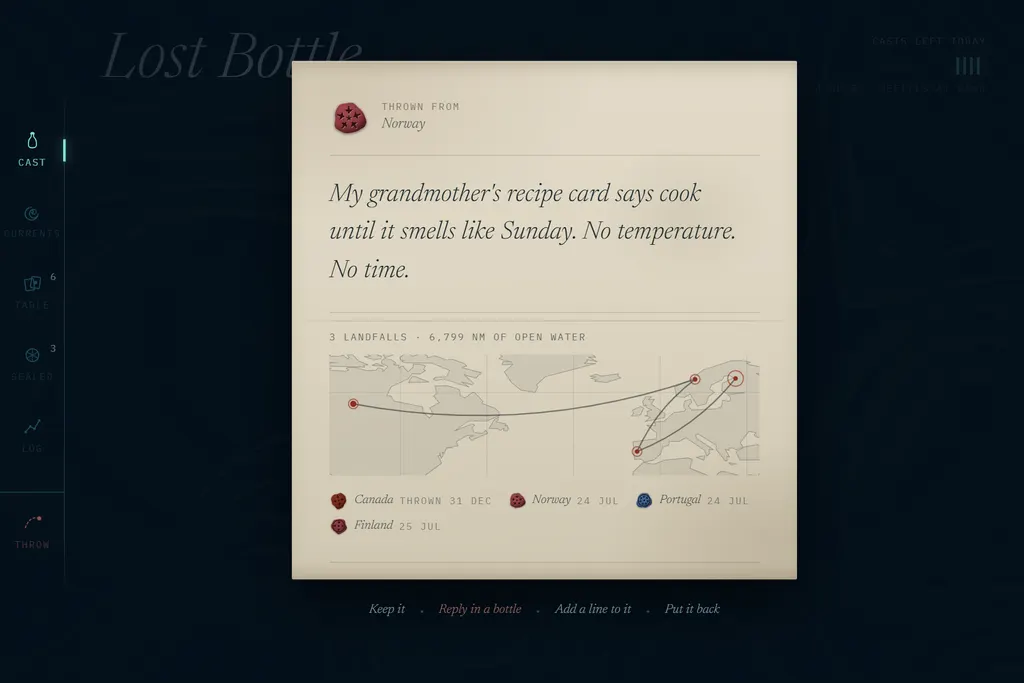 Lost Bottle
CASTS LEFT TODAY
THROWN FROM
Norway
CAST
My grandmother's recipe card says cook
until it smells like Sunday. No temperature.
No time.
CURRENTS
6
TABLE
3 LANDFALLS · 6,799 NM OF OPEN WATER
3
SEALED
LOG
Canada THROWN 31 DEC
Norway 24 JUL
Portugal 24 JUL
Finland 25 JUL
THROW
Keep it · Reply in a bottle · Add a line to it · Put it back